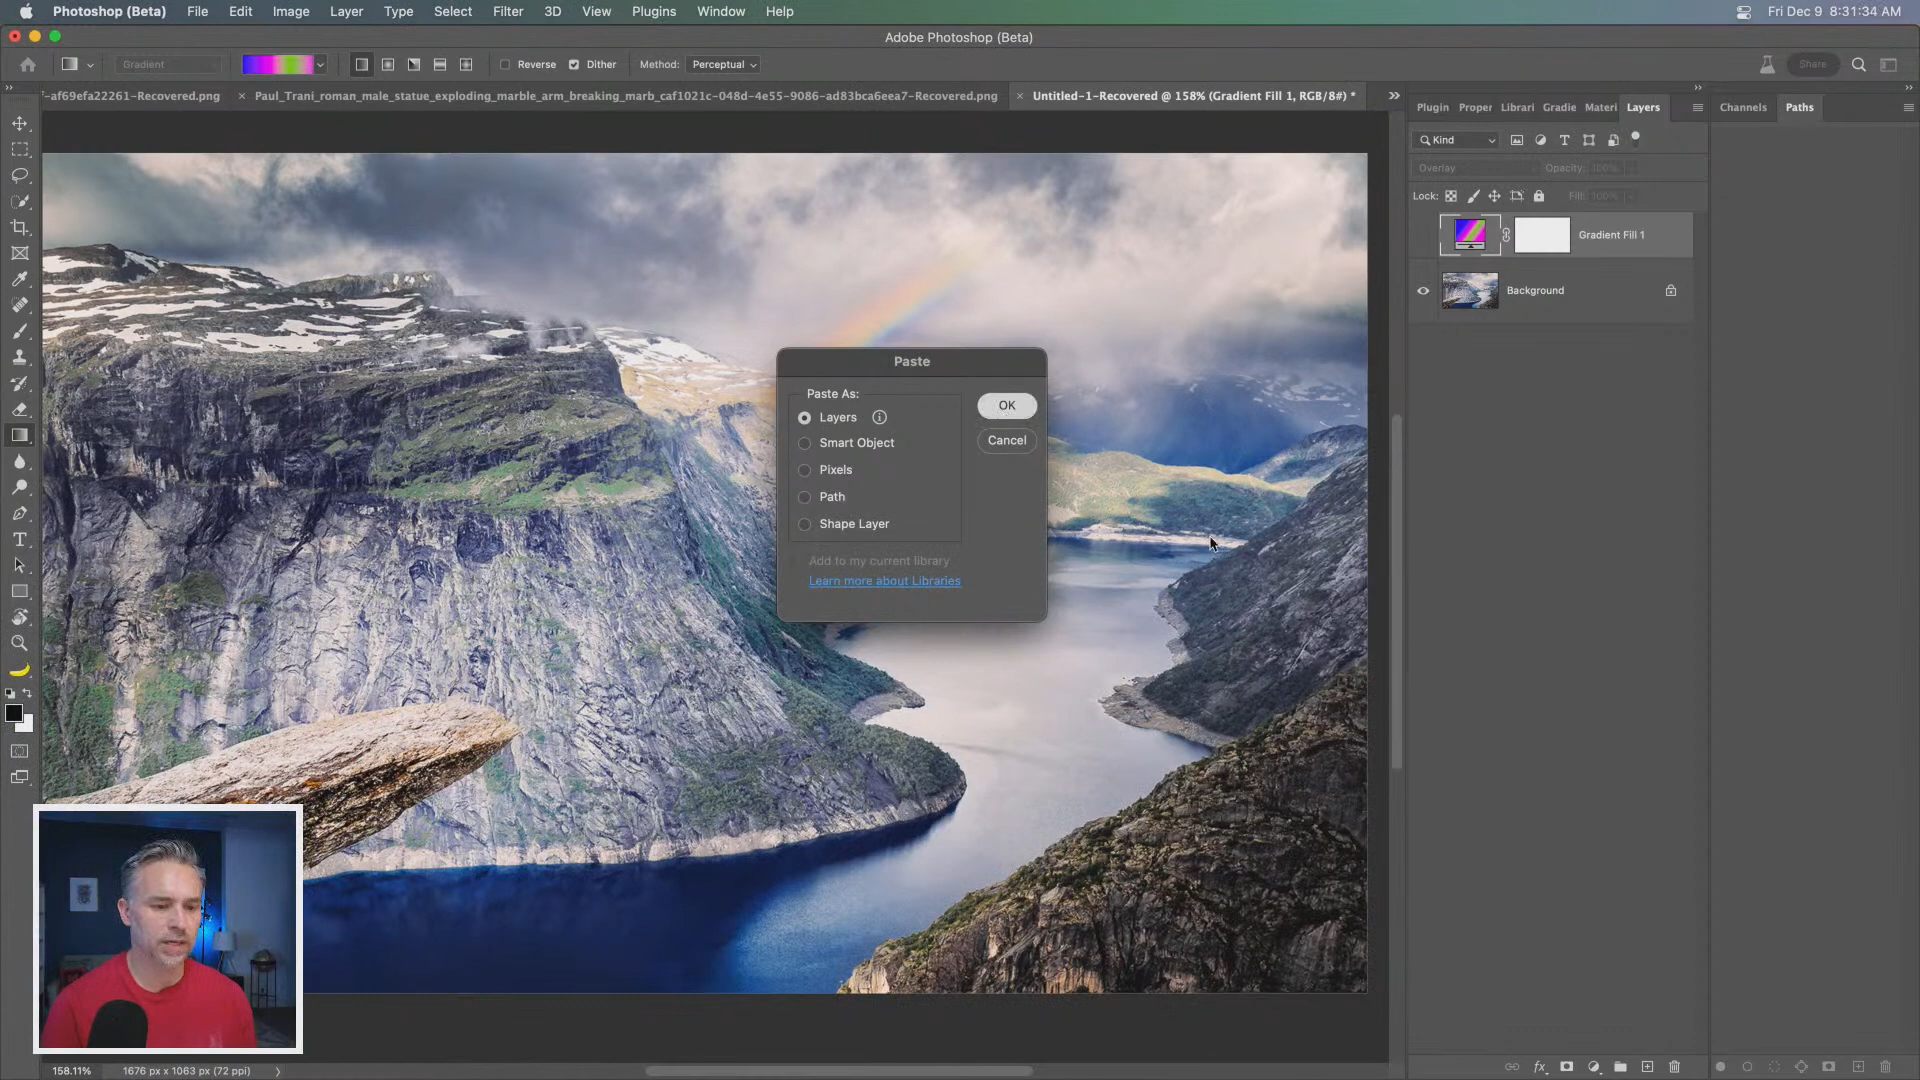 Photoshop (Beta) File Edit Image Layer Type Select Filter 3D View Plugins Window Help Fri Dec 9 8:31:34 AM
Adobe Photoshop (Beta)
Gradient Reverse Dither Method: Perceptual Share
f-af69efa22261-Recovered.png × Paul_Trani_roman_male_statue_exploding_marble_arm_breaking_marb_caf1021c-048d-4e55-9086-ad83bca6eea7-Recovered.png × Untitled-1-Recovered @ 158% (Gradient Fill 1, RGB/8#) *
Plugin Proper Librari Gradie Materi Layers Channels Paths
Kind
Overlay Opacity: 100%
Lock: Fill: 100%
Gradient Fill 1
Background
Paste
Paste As:
Layers
Smart Object
Pixels
Path
Shape Layer
OK
Cancel
Add to my current library
Learn more about Libraries
158.11% 1676 px x 1063 px (72 ppi)